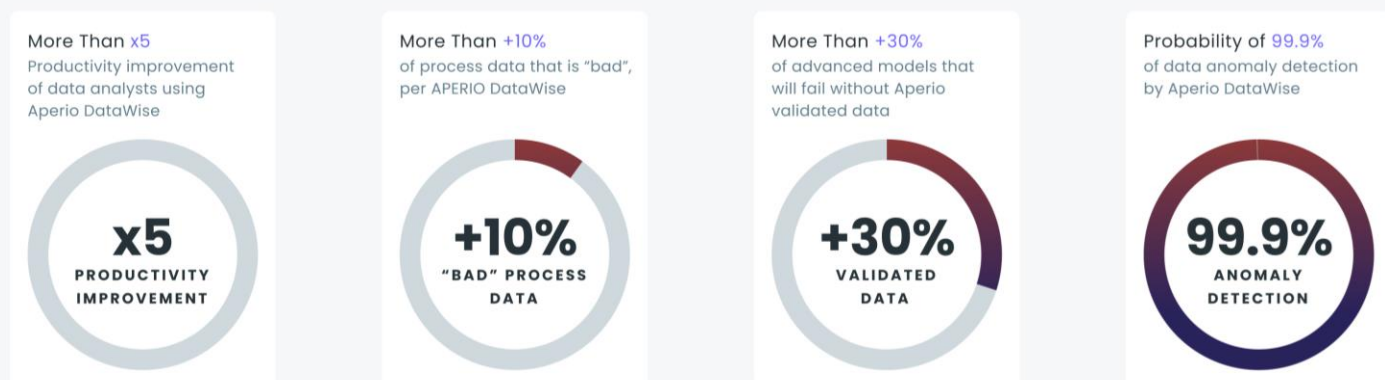 More Than x5
Productivity improvement
of data analysts using
Aperio DataWise
x5
PRODUCTIVITY
IMPROVEMENT
More Than +10%
of process data that is “bad”,
per APERIO DataWise
+10%
“BAD” PROCESS
DATA
More Than +30%
of advanced models that
will fail without Aperio
validated data
+30%
VALIDATED
DATA
Probability of 99.9%
of data anomaly detection
by Aperio DataWise
99.9%
ANOMALY
DETECTION